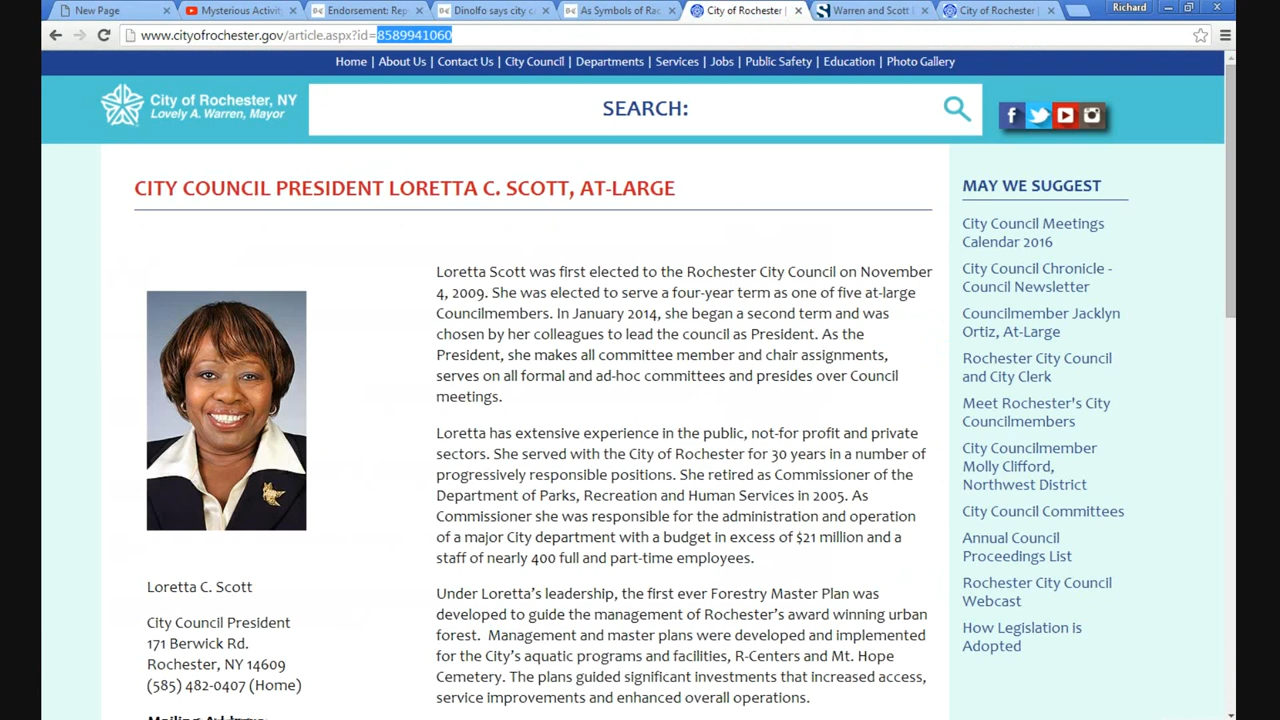 New Page
Mysterious Activit
Endorsement: Rep
Dinolfo says city c
As Symbols of Rac
City of Rochester |
Warren and Scott
City of Rochester |
Richard
www.cityofrochester.gov/article.aspx?id=8589941060
Home | About Us | Contact Us | City Council | Departments | Services | Jobs | Public Safety | Education | Photo Gallery
City of Rochester, NY
Lovely A. Warren, Mayor
SEARCH:
CITY COUNCIL PRESIDENT LORETTA C. SCOTT, AT-LARGE
Loretta Scott was first elected to the Rochester City Council on November
4, 2009. She was elected to serve a four-year term as one of five at-large
Councilmembers. In January 2014, she began a second term and was
chosen by her colleagues to lead the council as President. As the
President, she makes all committee member and chair assignments,
serves on all formal and ad-hoc committees and presides over Council
meetings.
Loretta has extensive experience in the public, not-for profit and private
sectors. She served with the City of Rochester for 30 years in a number of
progressively responsible positions. She retired as Commissioner of the
Department of Parks, Recreation and Human Services in 2005. As
Commissioner she was responsible for the administration and operation
of a major City department with a budget in excess of $21 million and a
staff of nearly 400 full and part-time employees.
Under Loretta's leadership, the first ever Forestry Master Plan was
developed to guide the management of Rochester's award winning urban
forest. Management and master plans were developed and implemented
for the City's aquatic programs and facilities, R-Centers and Mt. Hope
Cemetery. The plans guided significant investments that increased access,
service improvements and enhanced overall operations.
Loretta C. Scott
City Council President
171 Berwick Rd.
Rochester, NY 14609
(585) 482-0407 (Home)
Mailing Address:
MAY WE SUGGEST
City Council Meetings
Calendar 2016
City Council Chronicle -
Council Newsletter
Councilmember Jacklyn
Ortiz, At-Large
Rochester City Council
and City Clerk
Meet Rochester's City
Councilmembers
City Councilmember
Molly Clifford,
Northwest District
City Council Committees
Annual Council
Proceedings List
Rochester City Council
Webcast
How Legislation is
Adopted